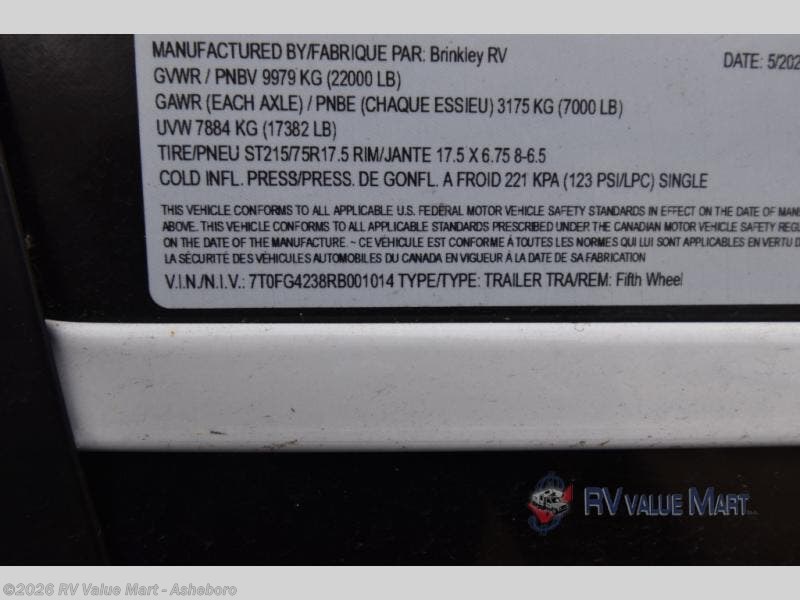 MANUFACTURED BY/FABRIQUE PAR: Brinkley RV
DATE: 5/202
GVWR / PNBV 9979 KG (22000 LB)
GAWR (EACH AXLE) / PNBE (CHAQUE ESSIEU) 3175 KG (7000 LB)
UVW 7884 KG (17382 LB)
TIRE/PNEU ST215/75R17.5 RIM/JANTE 17.5 X 6.75 8-6.5
COLD INFL. PRESS/PRESS. DE GONFL. A FROID 221 KPA (123 PSI/LPC) SINGLE
THIS VEHICLE CONFORMS TO ALL APPLICABLE U.S. FEDERAL MOTOR VEHICLE SAFETY STANDARDS IN EFFECT ON THE DATE OF MAN
ABOVE. THIS VEHICLE CONFORMS TO ALL APPLICABLE STANDARDS PRESCRIBED UNDER THE CANADIAN MOTOR VEHICLE SAFETY REGU
ON THE DATE OF THE MANUFACTURE. ~ CE VÉHICULE EST CONFORME À TOUTES LES NORMES QUI LUI SONT APPLICABLES EN VERTU D
LA SÉCURITÉ DES VÉHICULES AUTOMOBILES DU CANADA EN VIGUEUR À LA DATE DE SA FABRICATION
V.I.N./N.I.V.: 7T0FG4238RB001014 TYPE/TYPE: TRAILER TRA/REM: Fifth Wheel
RV VALUE MART
©2026 RV Value Mart - Asheboro